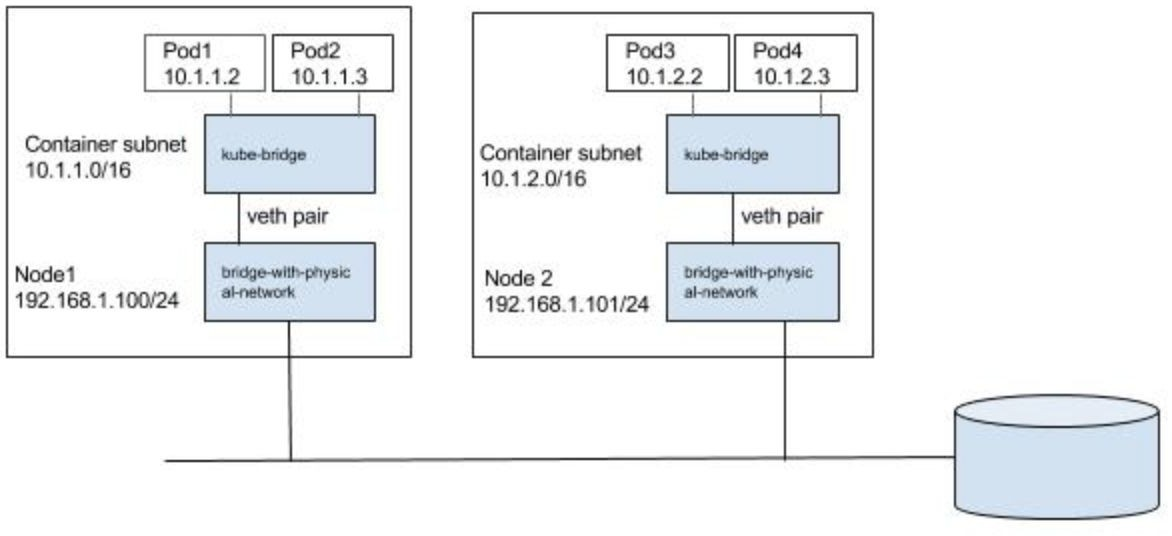 Pod1
10.1.1.2
Pod2
10.1.1.3
Container subnet
10.1.1.0/16
kube-bridge
veth pair
Node1
192.168.1.100/24
bridge-with-physic
al-network
Pod3
10.1.2.2
Pod4
10.1.2.3
Container subnet
10.1.2.0/16
kube-bridge
veth pair
Node 2
192.168.1.101/24
bridge-with-physic
al-network